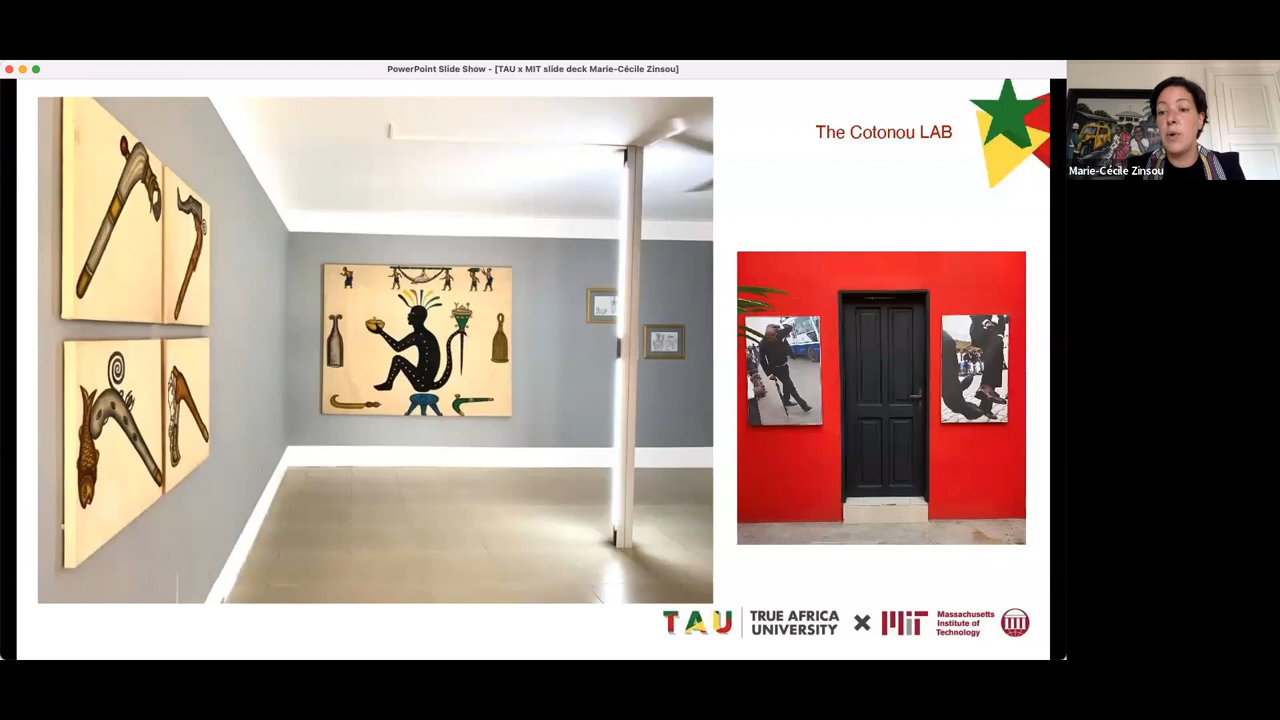 PowerPoint Slide Show - [TAU x MIT slide deck Marie-Cécile Zinsou]
The Cotonou LAB
Marie-Cécile Zinsou
TAU
TRUE AFRICA
UNIVERSITY
MIT
Massachusetts
Institute of
Technology